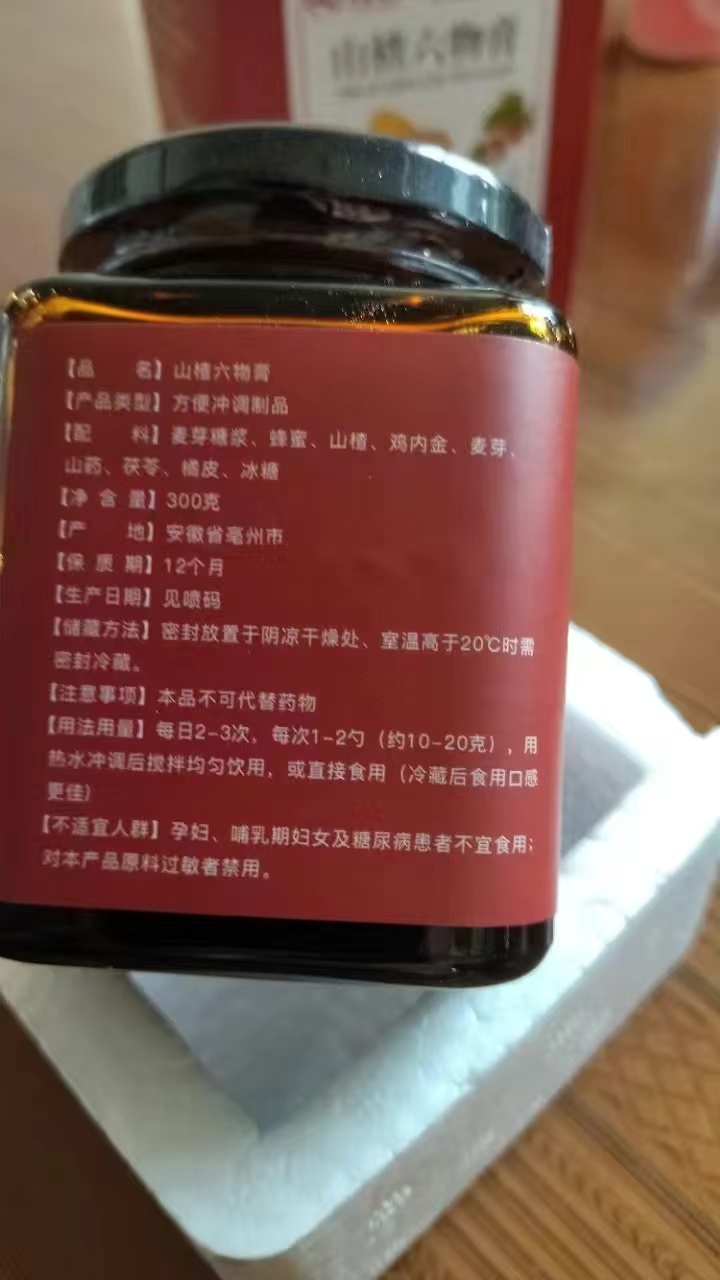 山楂六物膏
【品　　名】山楂六物膏
【产品类型】方便冲调制品
【配　　料】麦芽糖浆、蜂蜜、山楂、鸡内金、麦芽、
山药、茯苓、橘皮、冰糖
【净 含 量】300克
【产　　地】安徽省亳州市
【保 质 期】12个月
【生产日期】见喷码
【储藏方法】密封放置于阴凉干燥处、室温高于20℃时需
密封冷藏。
【注意事项】本品不可代替药物
【用法用量】每日2-3次，每次1-2勺（约10-20克），用
热水冲调后搅拌均匀饮用，或直接食用（冷藏后食用口感
更佳）
【不适宜人群】孕妇、哺乳期妇女及糖尿病患者不宜食用；
对本产品原料过敏者禁用。